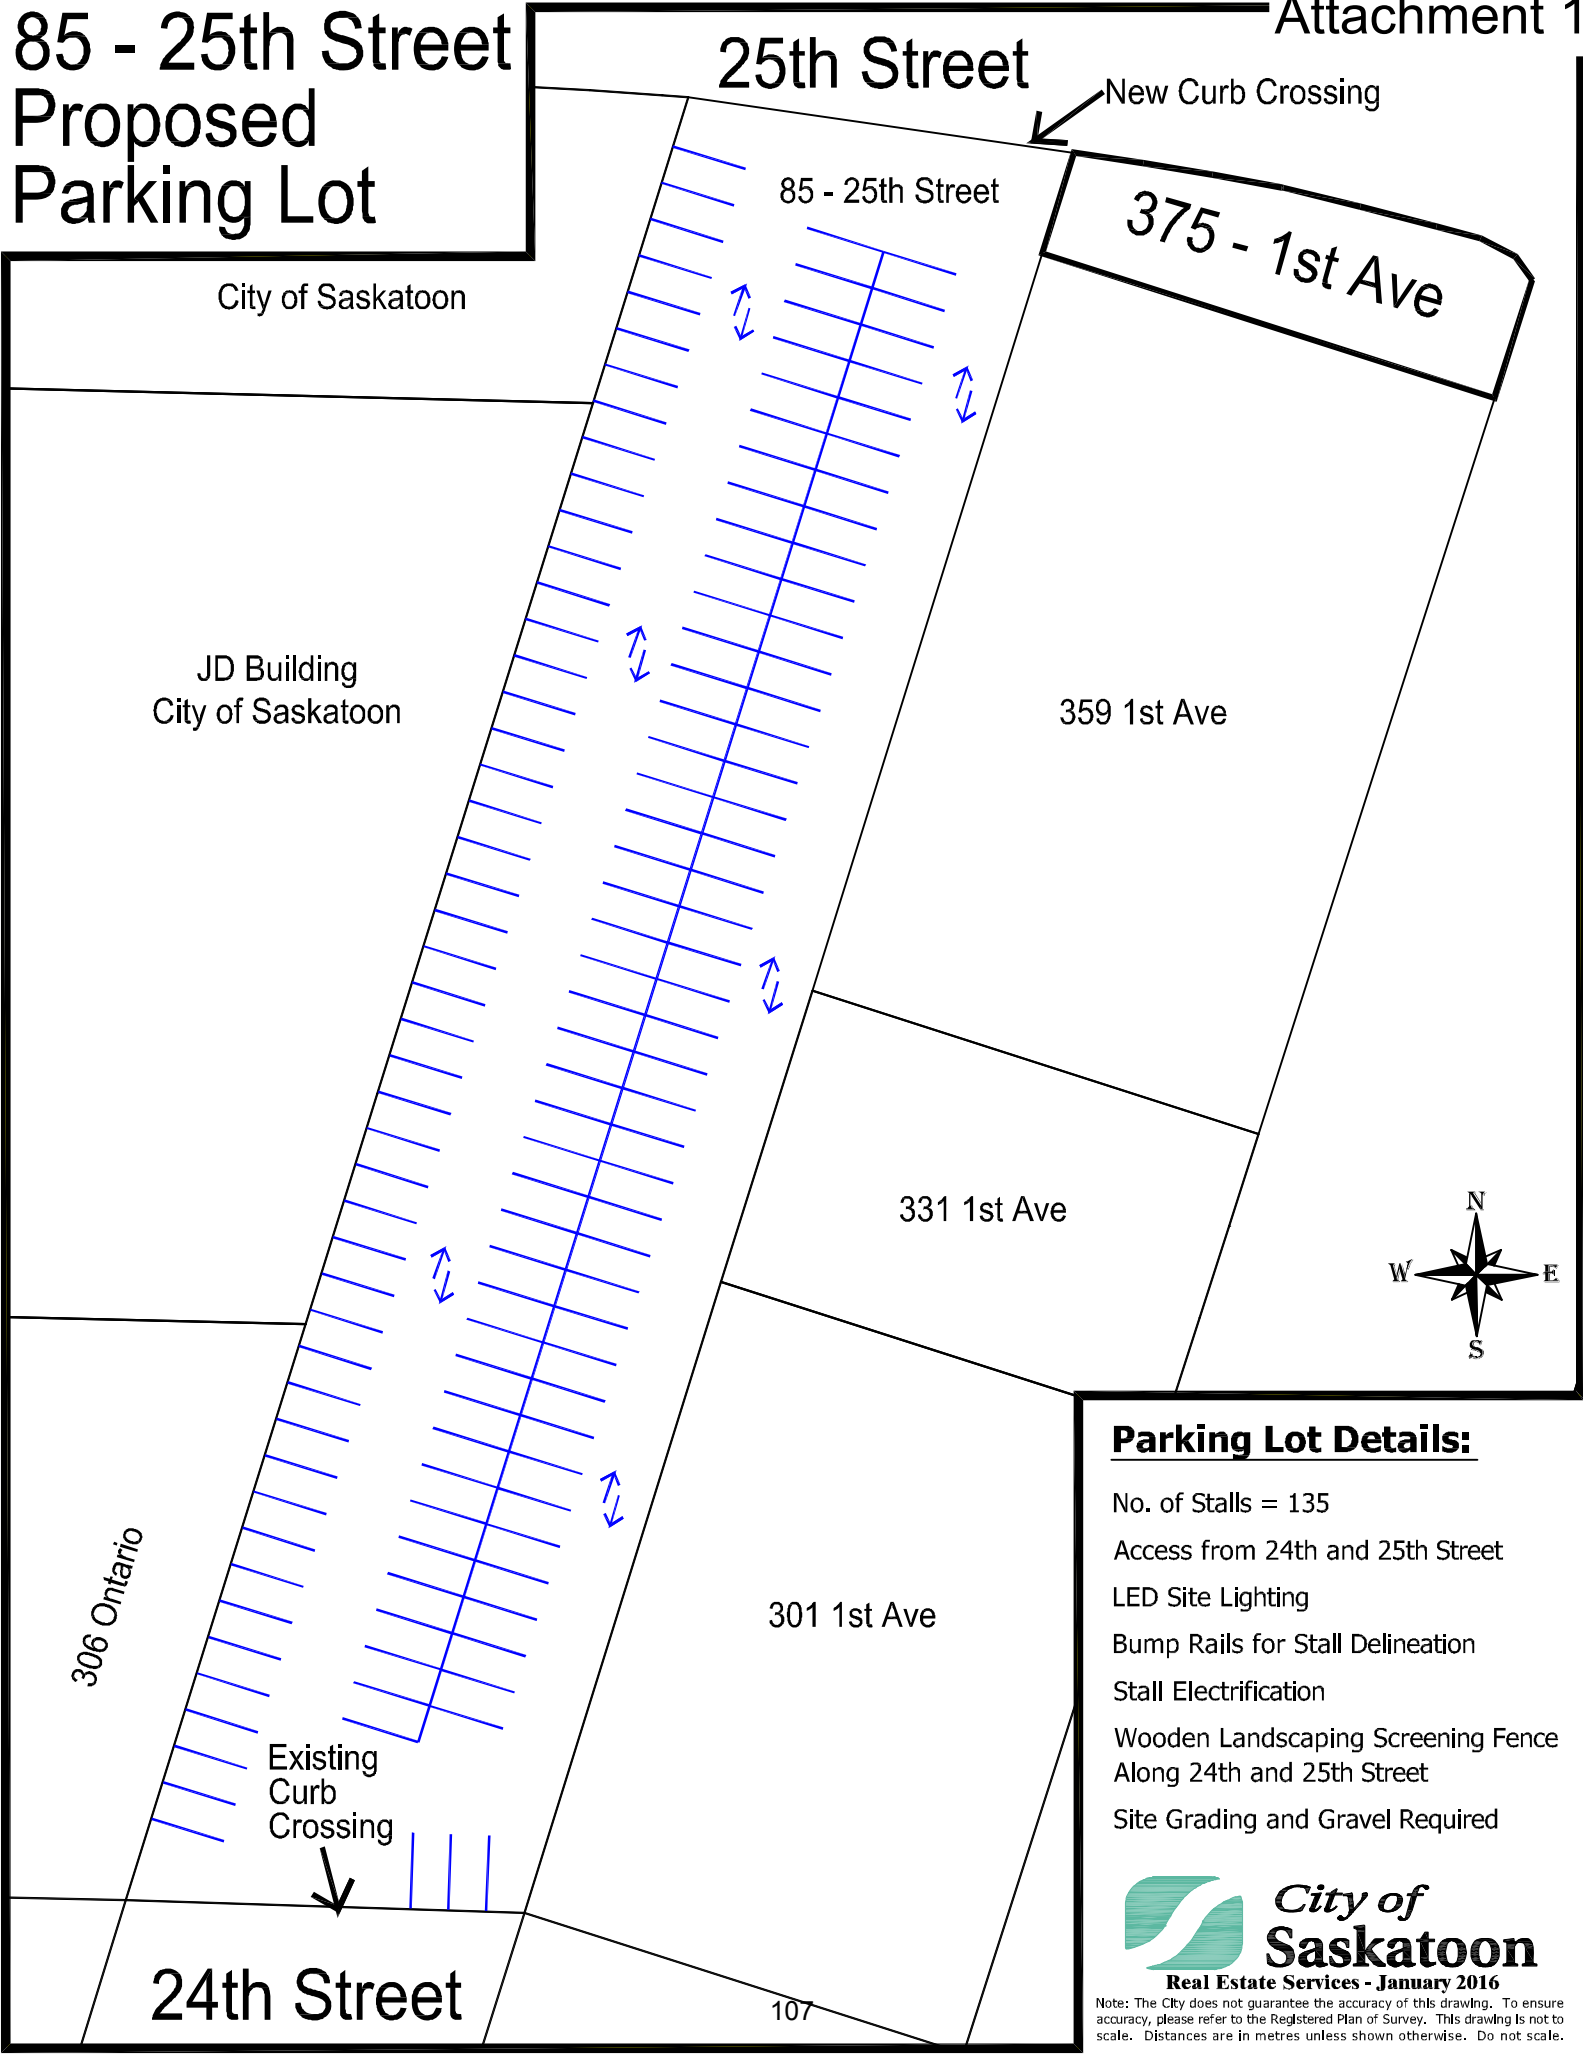 85 - 25th Street
Proposed
Parking Lot
Attachment 1
25th Street
New Curb Crossing
85 - 25th Street
375 - 1st Ave
City of Saskatoon
JD Building
City of Saskatoon
359 1st Ave
331 1st Ave
N
W
E
S
306 Ontario
301 1st Ave
Existing
Curb
Crossing
24th Street
107
Parking Lot Details:
No. of Stalls = 135
Access from 24th and 25th Street
LED Site Lighting
Bump Rails for Stall Delineation
Stall Electrification
Wooden Landscaping Screening Fence
Along 24th and 25th Street
Site Grading and Gravel Required
City of
Saskatoon
Real Estate Services - January 2016
Note: The City does not guarantee the accuracy of this drawing. To ensure
accuracy, please refer to the Registered Plan of Survey. This drawing is not to
scale. Distances are in metres unless shown otherwise. Do not scale.